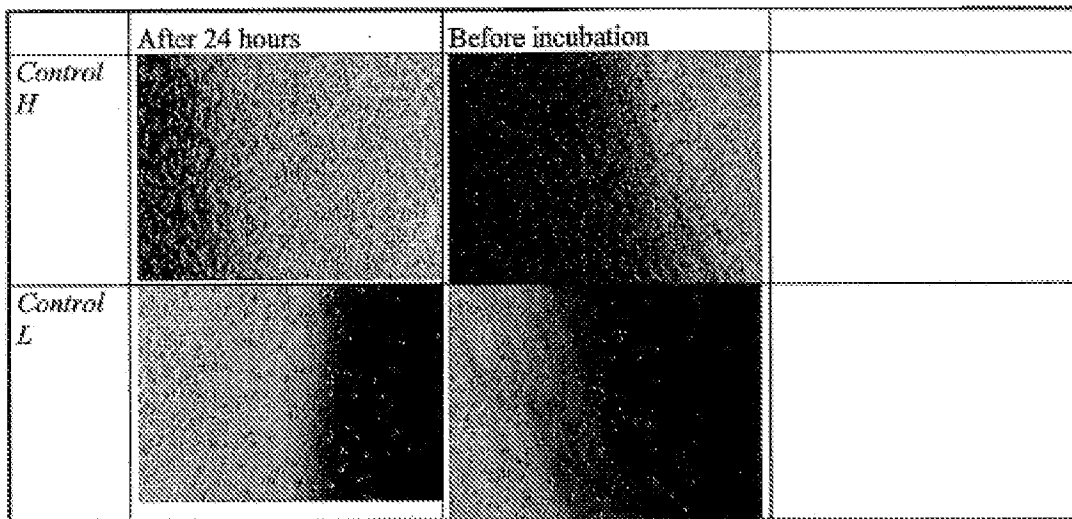 After 24 hours
Before incubation
Control
H
Control
L